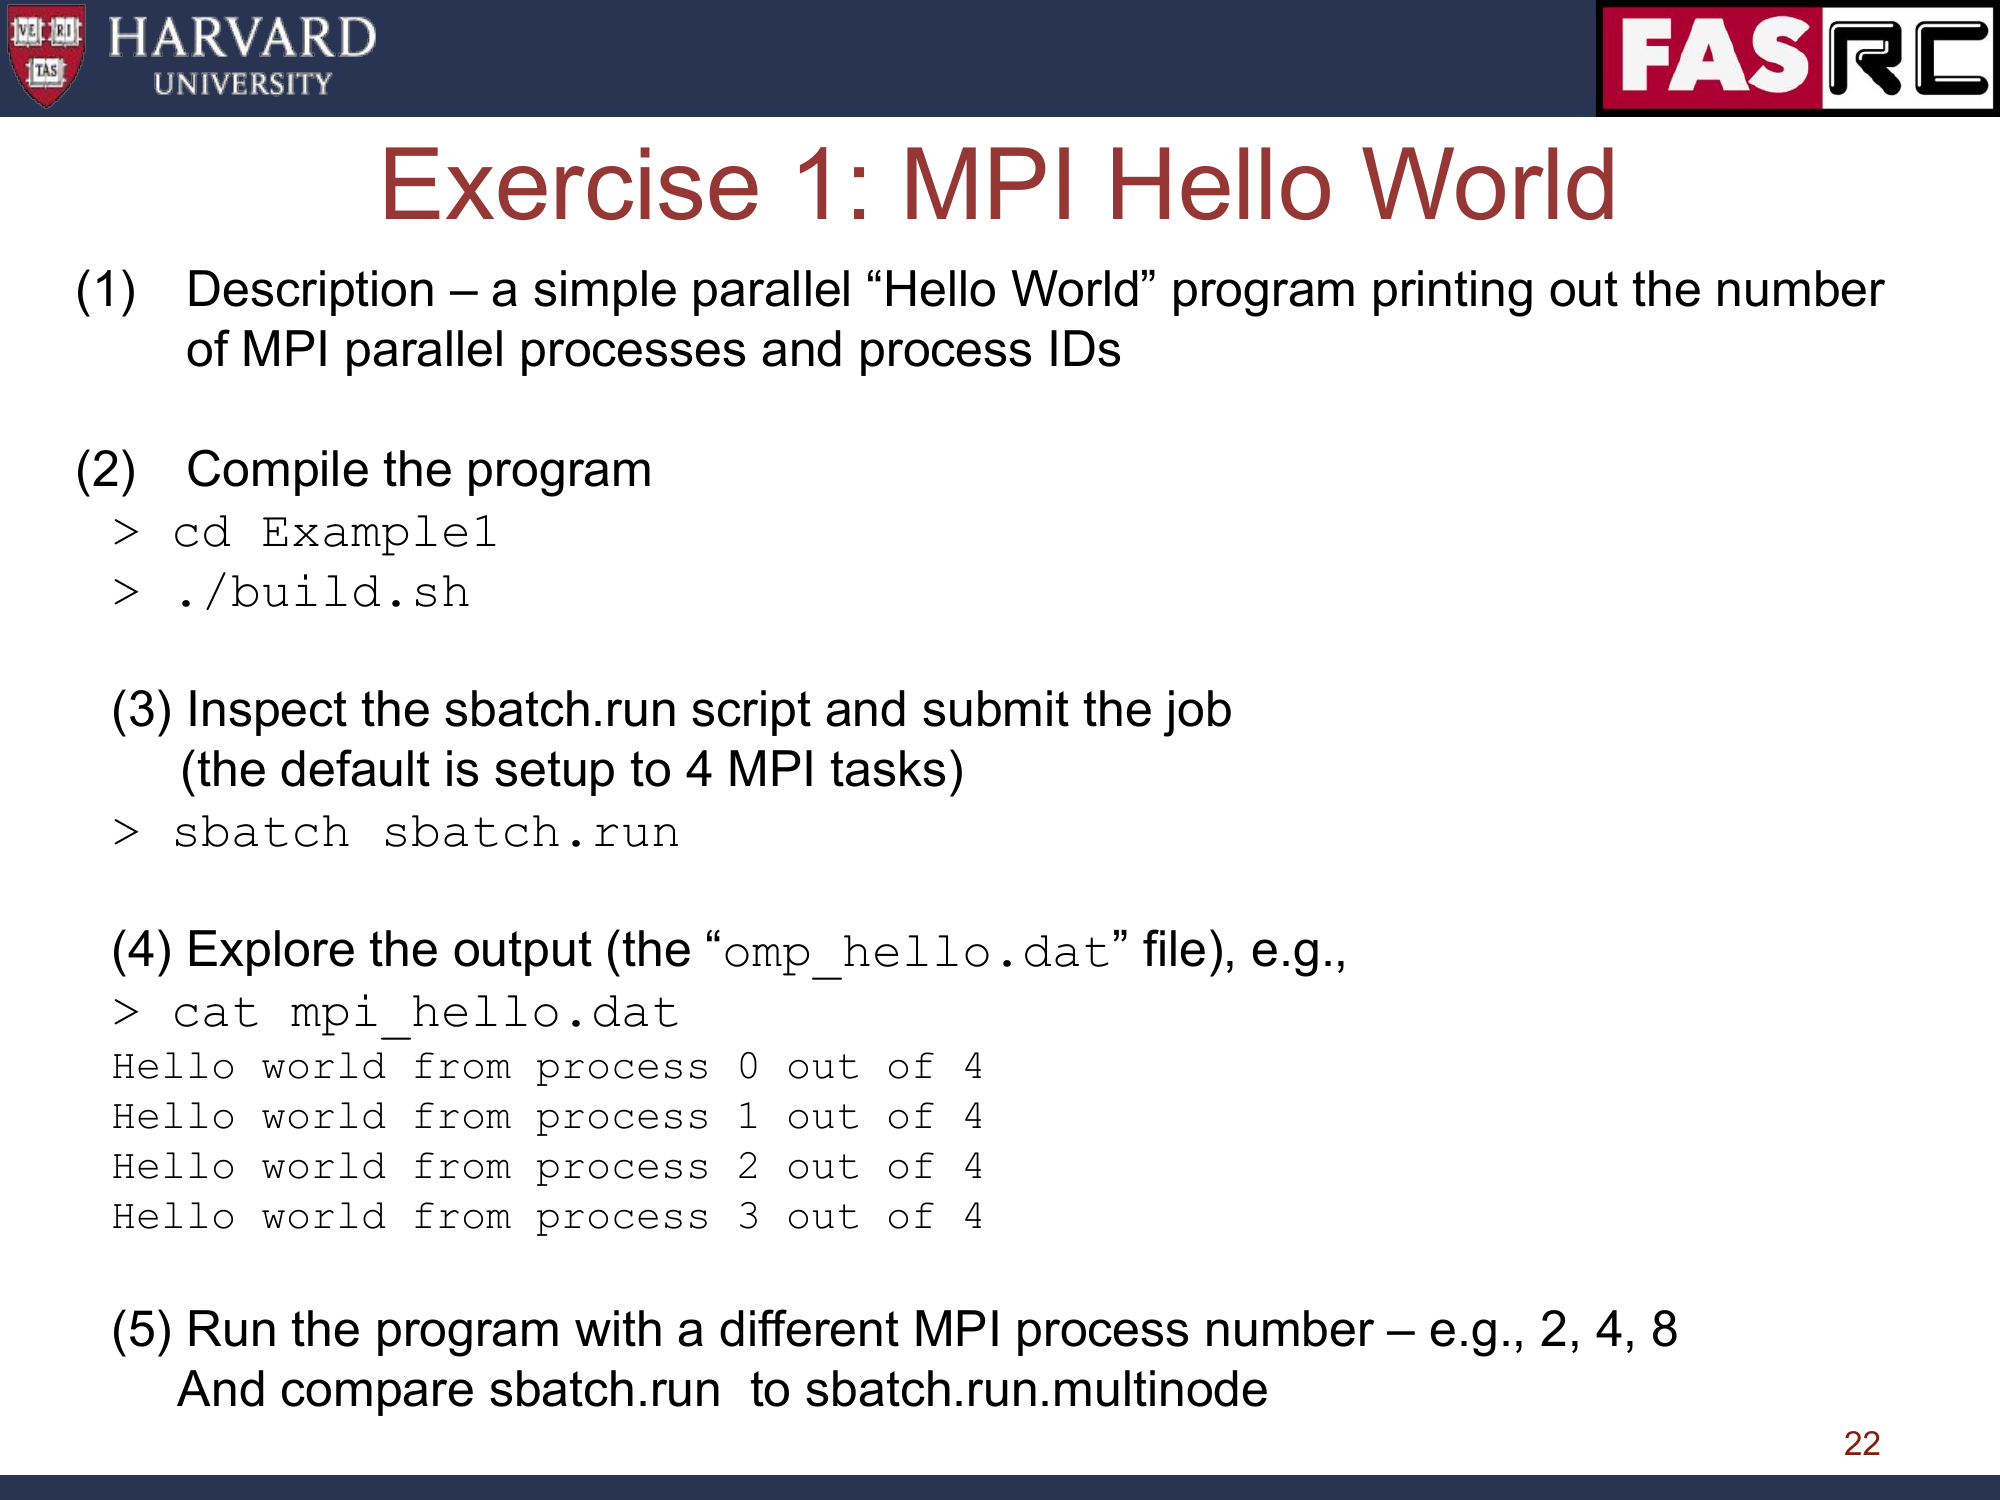 VE RI
TAS
HARVARD
UNIVERSITY
FASRC
Exercise 1: MPI Hello World
(1) Description – a simple parallel “Hello World” program printing out the number
of MPI parallel processes and process IDs
(2) Compile the program
> cd Example1
> ./build.sh
(3) Inspect the sbatch.run script and submit the job
(the default is setup to 4 MPI tasks)
> sbatch sbatch.run
(4) Explore the output (the “omp_hello.dat” file), e.g.,
> cat mpi_hello.dat
Hello world from process 0 out of 4
Hello world from process 1 out of 4
Hello world from process 2 out of 4
Hello world from process 3 out of 4
(5) Run the program with a different MPI process number – e.g., 2, 4, 8
And compare sbatch.run  to sbatch.run.multinode
22